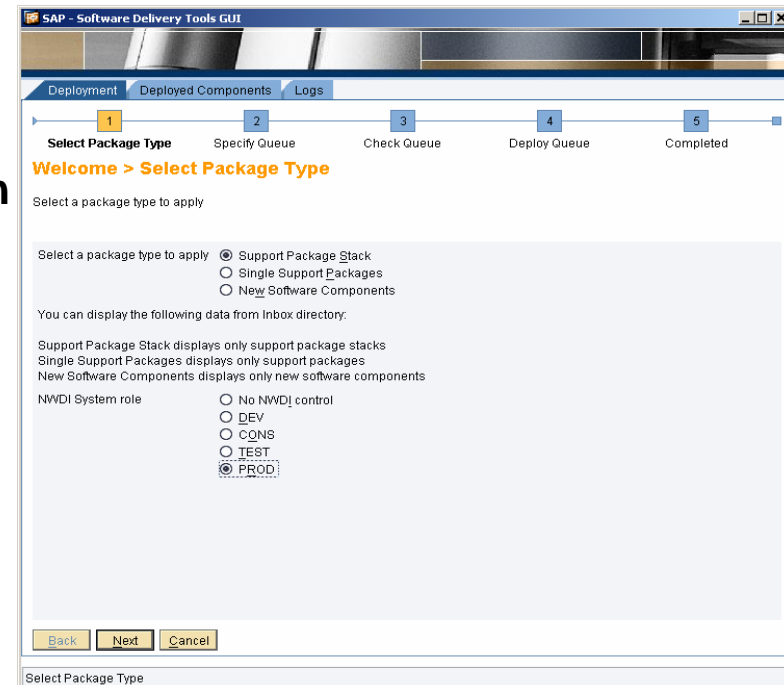 SAP - Software Delivery Tools GUI
Deployment Deployed Components Logs
1 2 3 4 5
Select Package Type Specify Queue Check Queue Deploy Queue Completed
Welcome > Select Package Type
n
Select a package type to apply
Select a package type to apply Support Package Stack
Single Support Packages
New Software Components
You can display the following data from Inbox directory:
Support Package Stack displays only support package stacks
Single Support Packages displays only support packages
New Software Components displays only new software components
NWDI System role No NWDI control
DEV
CONS
TEST
PROD
Back Next Cancel
Select Package Type